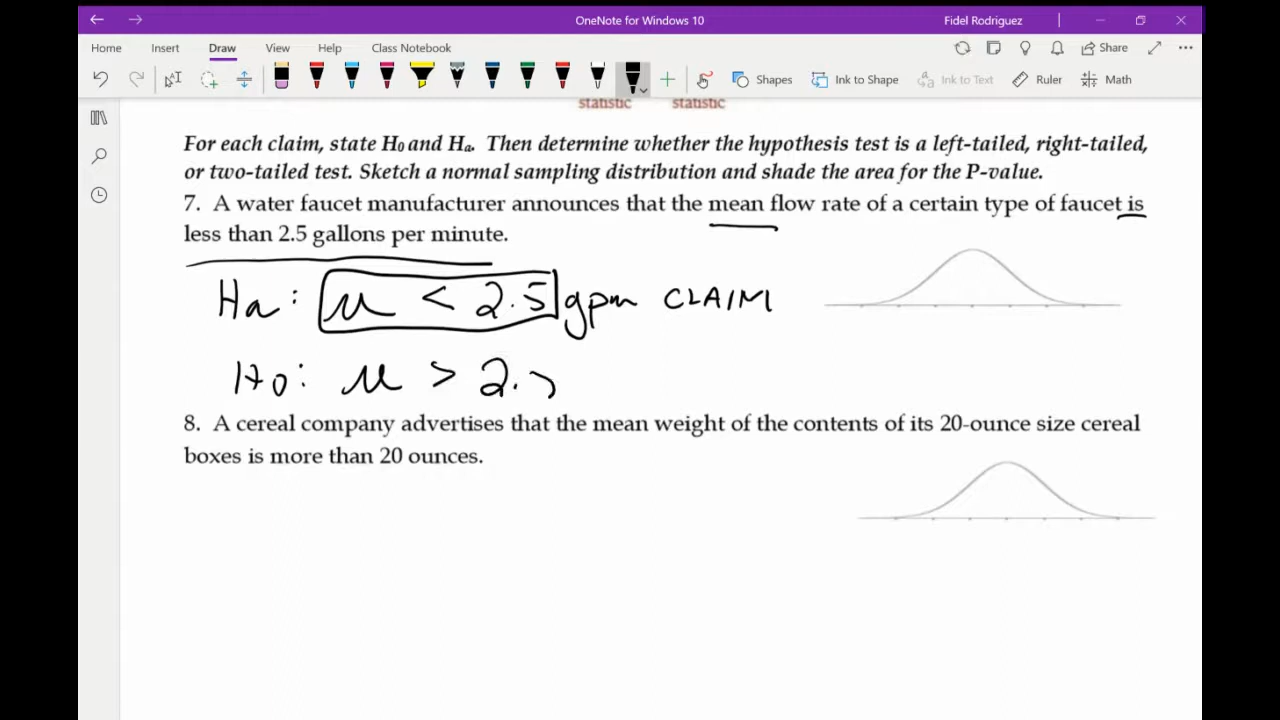 OneNote for Windows 10 Fidel Rodriguez
Home Insert Draw View Help Class Notebook Share
Shapes Ink to Shape Ink to Text Ruler Math
statistic statistic
For each claim, state H₀ and Hₐ. Then determine whether the hypothesis test is a left-tailed, right-tailed,
or two-tailed test. Sketch a normal sampling distribution and shade the area for the P-value.
7. A water faucet manufacturer announces that the mean flow rate of a certain type of faucet is
less than 2.5 gallons per minute.
Ha: μ < 2.5 gpm CLAIM
H0: μ > 2.
8. A cereal company advertises that the mean weight of the contents of its 20-ounce size cereal
boxes is more than 20 ounces.